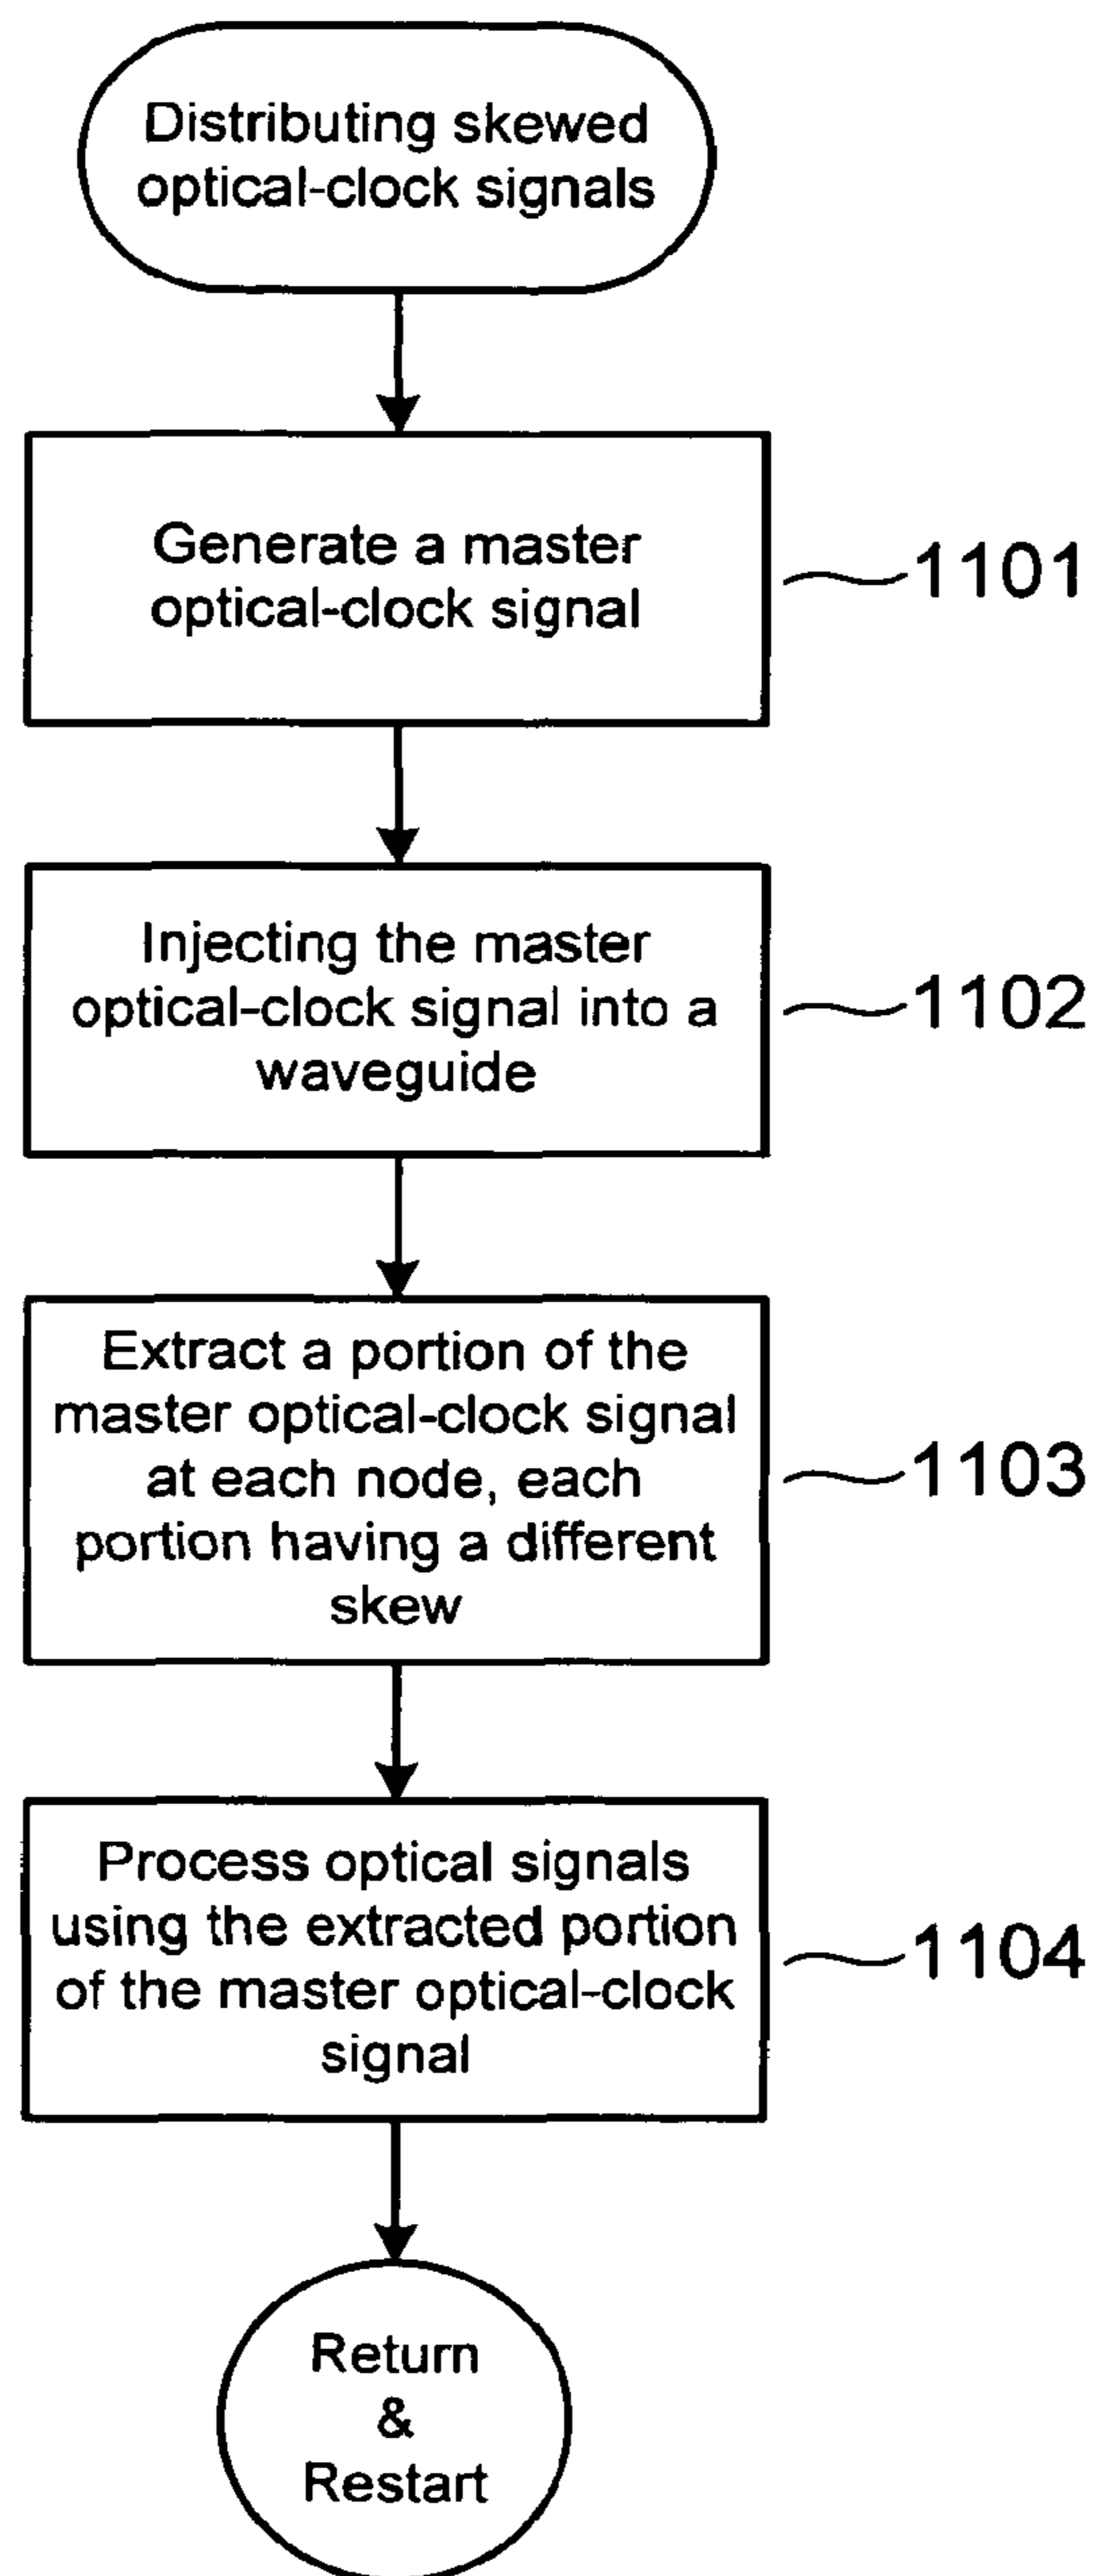 Distributing skewed
optical-clock signals
Generate a master
optical-clock signal
1101
Injecting the master
optical-clock signal into a
waveguide
1102
Extract a portion of the
master optical-clock signal
at each node, each
portion having a different
skew
1103
Process optical signals
using the extracted portion
of the master optical-clock
signal
1104
Return
&
Restart